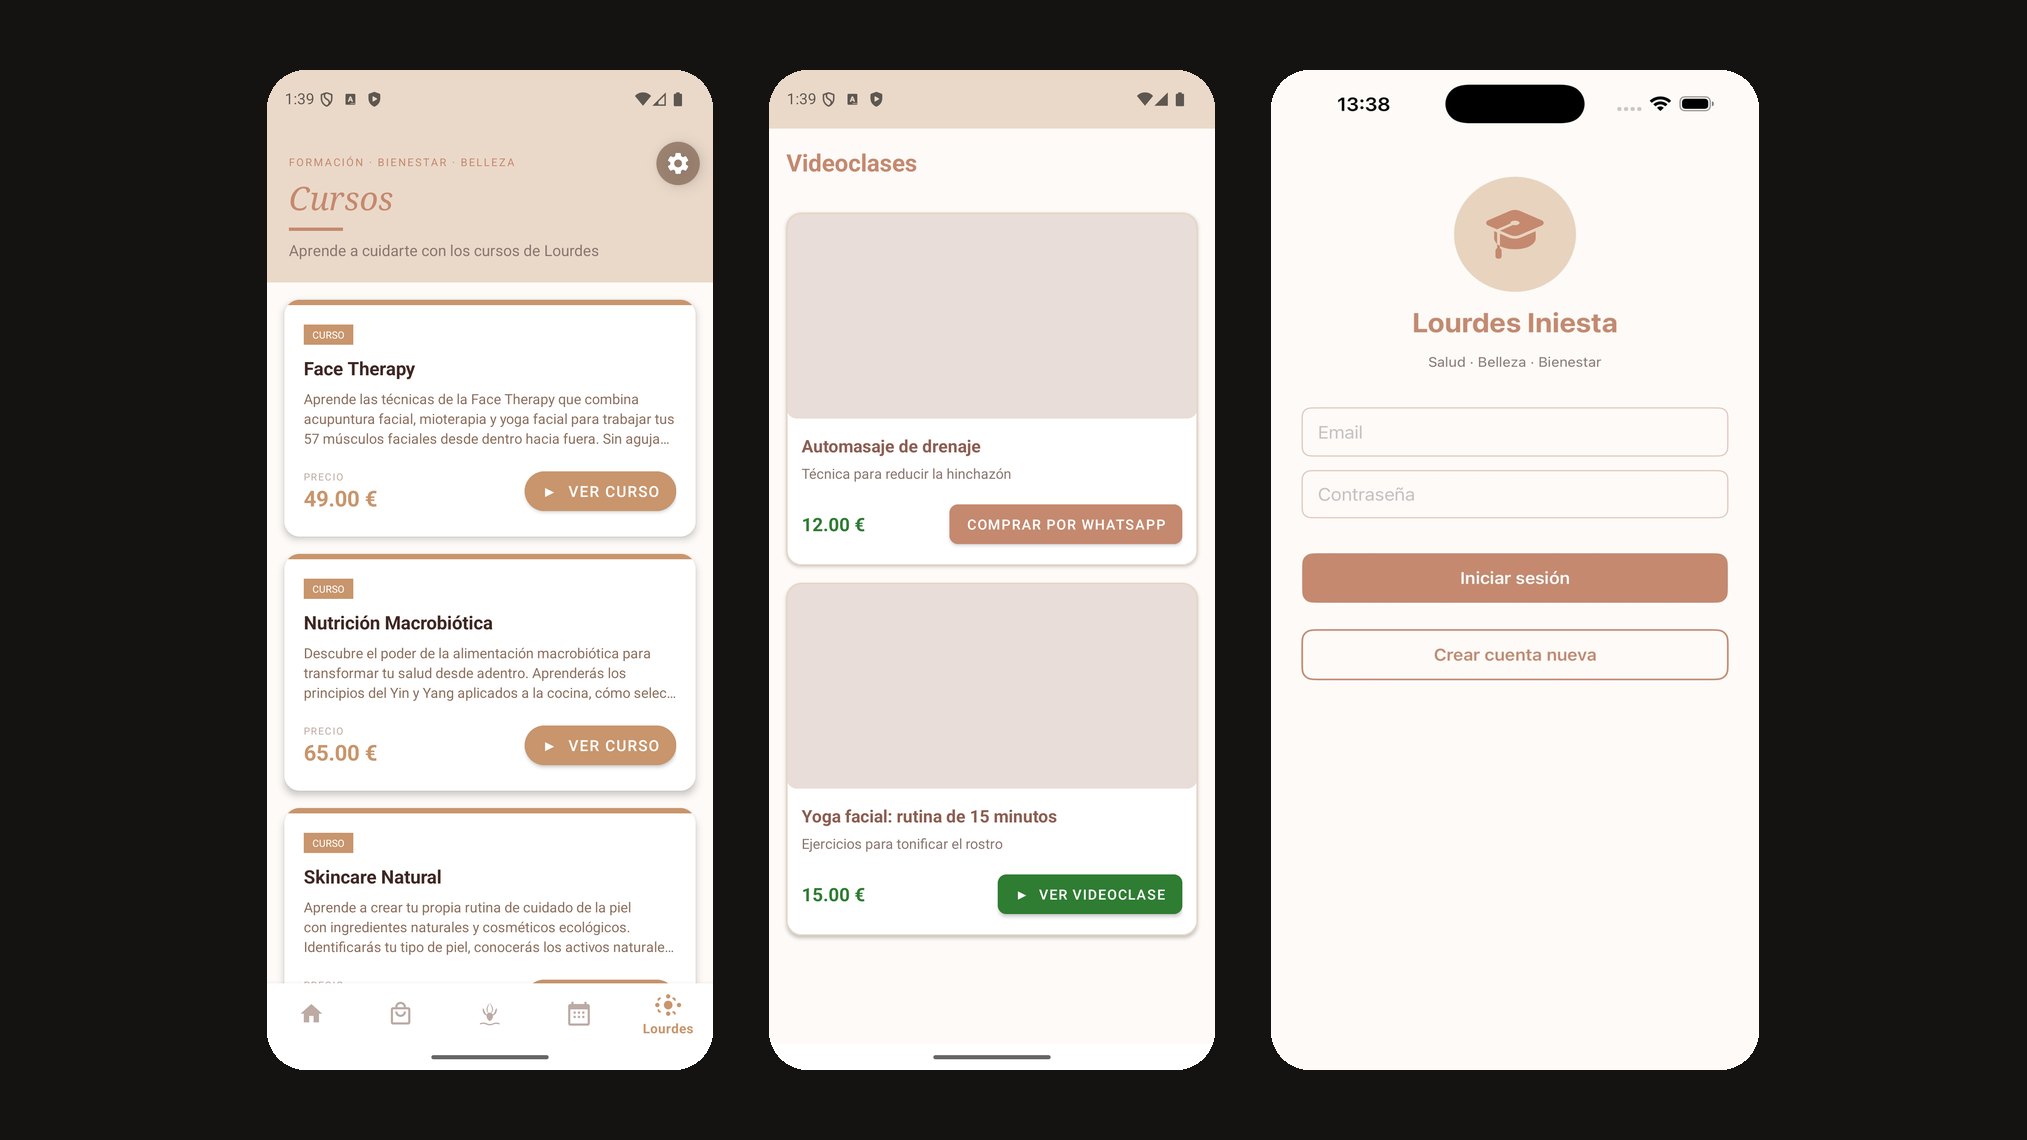 1:39
FORMACIÓN · BIENESTAR · BELLEZA
Cursos
Aprende a cuidarte con los cursos de Lourdes
CURSO
Face Therapy
Aprende las técnicas de la Face Therapy que combina
acupuntura facial, mioterapia y yoga facial para trabajar tus
57 músculos faciales desde dentro hacia fuera. Sin aguja...
PRECIO
49.00 €
► VER CURSO
CURSO
Nutrición Macrobiótica
Descubre el poder de la alimentación macrobiótica para
transformar tu salud desde adentro. Aprenderás los
principios del Yin y Yang aplicados a la cocina, cómo selec...
PRECIO
65.00 €
► VER CURSO
CURSO
Skincare Natural
Aprende a crear tu propia rutina de cuidado de la piel
con ingredientes naturales y cosméticos ecológicos.
Identificarás tu tipo de piel, conocerás los activos naturale...
PRECIO
Lourdes
1:39
Videoclases
Automasaje de drenaje
Técnica para reducir la hinchazón
12.00 €
COMPRAR POR WHATSAPP
Yoga facial: rutina de 15 minutos
Ejercicios para tonificar el rostro
15.00 €
► VER VIDEOCLASE
13:38
Lourdes Iniesta
Salud · Belleza · Bienestar
Email
Contraseña
Iniciar sesión
Crear cuenta nueva